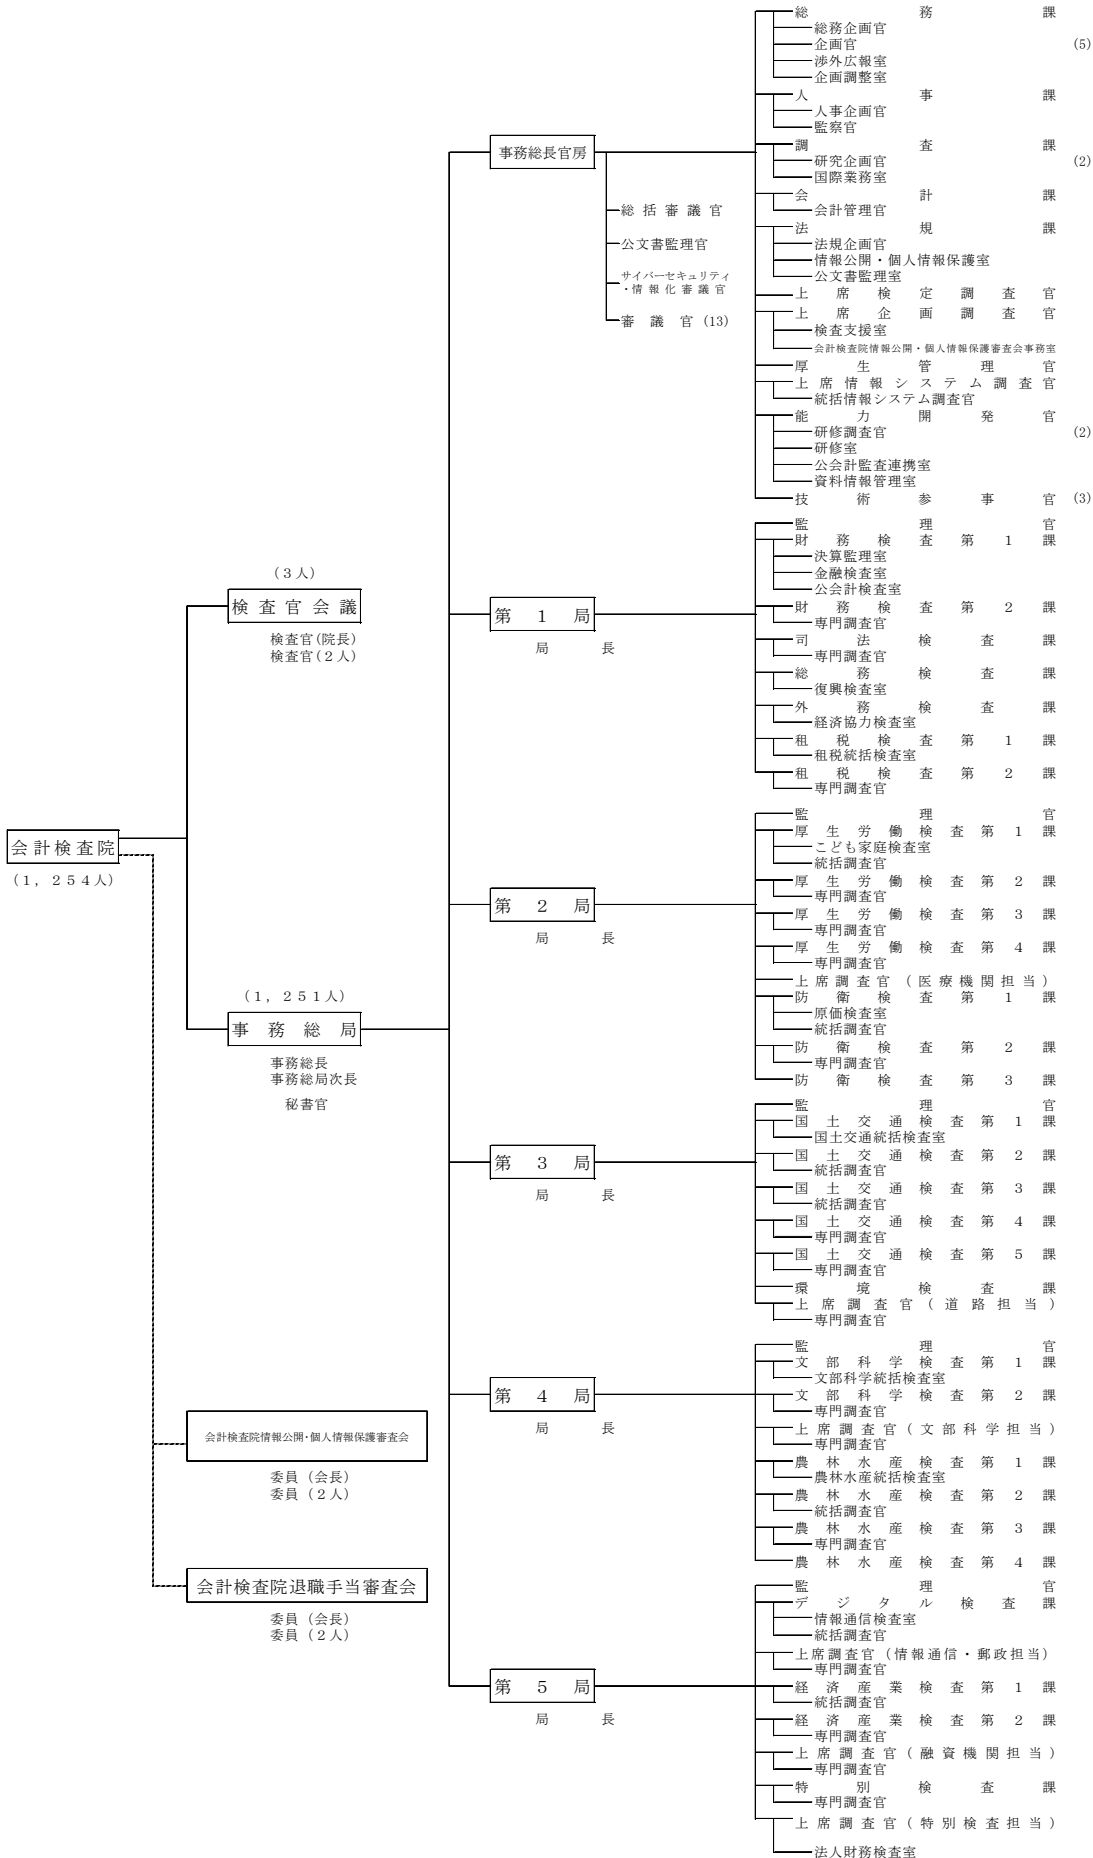 会計検査院
(1,254人)
(3人)
検査官会議
検査官(院長)
検査官(2人)
(1,251人)
事務総局
事務総長
事務総局次長
秘書官
会計検査院情報公開・個人情報保護審査会
委員(会長)
委員(2人)
会計検査院退職手当審査会
委員(会長)
委員(2人)
事務総長官房
総括審議官
公文書監理官
サイバーセキュリティ
・情報化審議官
審議官(13)
総務課
総務企画官
企画官 (5)
渉外広報室
企画調整室
人事課
人事企画官
監察官
調査課
研究企画官 (2)
国際業務室
会計課
会計管理官
法規課
法規企画官
情報公開・個人情報保護室
公文書監理室
上席検定調査官
上席企画調査官
検査支援室
会計検査院情報公開・個人情報保護審査会事務室
厚生管理官
上席情報システム調査官
統括情報システム調査官
能力開発官
研修調査官 (2)
研修室
公会計監査連携室
資料情報管理室
技術参事官 (3)
第1局
局長
監理官
財務検査第1課
決算監理室
金融検査室
公会計検査室
財務検査第2課
専門調査官
司法検査課
専門調査官
総務検査課
復興検査室
外務検査課
経済協力検査室
租税検査第1課
租税統括検査室
租税検査第2課
専門調査官
第2局
局長
監理官
厚生労働検査第1課
こども家庭検査室
統括調査官
厚生労働検査第2課
専門調査官
厚生労働検査第3課
専門調査官
厚生労働検査第4課
専門調査官
上席調査官(医療機関担当)
防衛検査第1課
原価検査室
統括調査官
防衛検査第2課
専門調査官
防衛検査第3課
第3局
局長
監理官
国土交通検査第1課
国土交通統括検査室
国土交通検査第2課
統括調査官
国土交通検査第3課
統括調査官
国土交通検査第4課
専門調査官
国土交通検査第5課
専門調査官
環境検査課
上席調査官(道路担当)
専門調査官
第4局
局長
監理官
文部科学検査第1課
文部科学統括検査室
文部科学検査第2課
専門調査官
上席調査官(文部科学担当)
専門調査官
農林水産検査第1課
農林水産統括検査室
農林水産検査第2課
統括調査官
農林水産検査第3課
専門調査官
農林水産検査第4課
第5局
局長
監理官
デジタル検査課
情報通信検査室
統括調査官
上席調査官(情報通信・郵政担当)
専門調査官
経済産業検査第1課
統括調査官
経済産業検査第2課
専門調査官
上席調査官(融資機関担当)
専門調査官
特別検査課
専門調査官
上席調査官(特別検査担当)
法人財務検査室